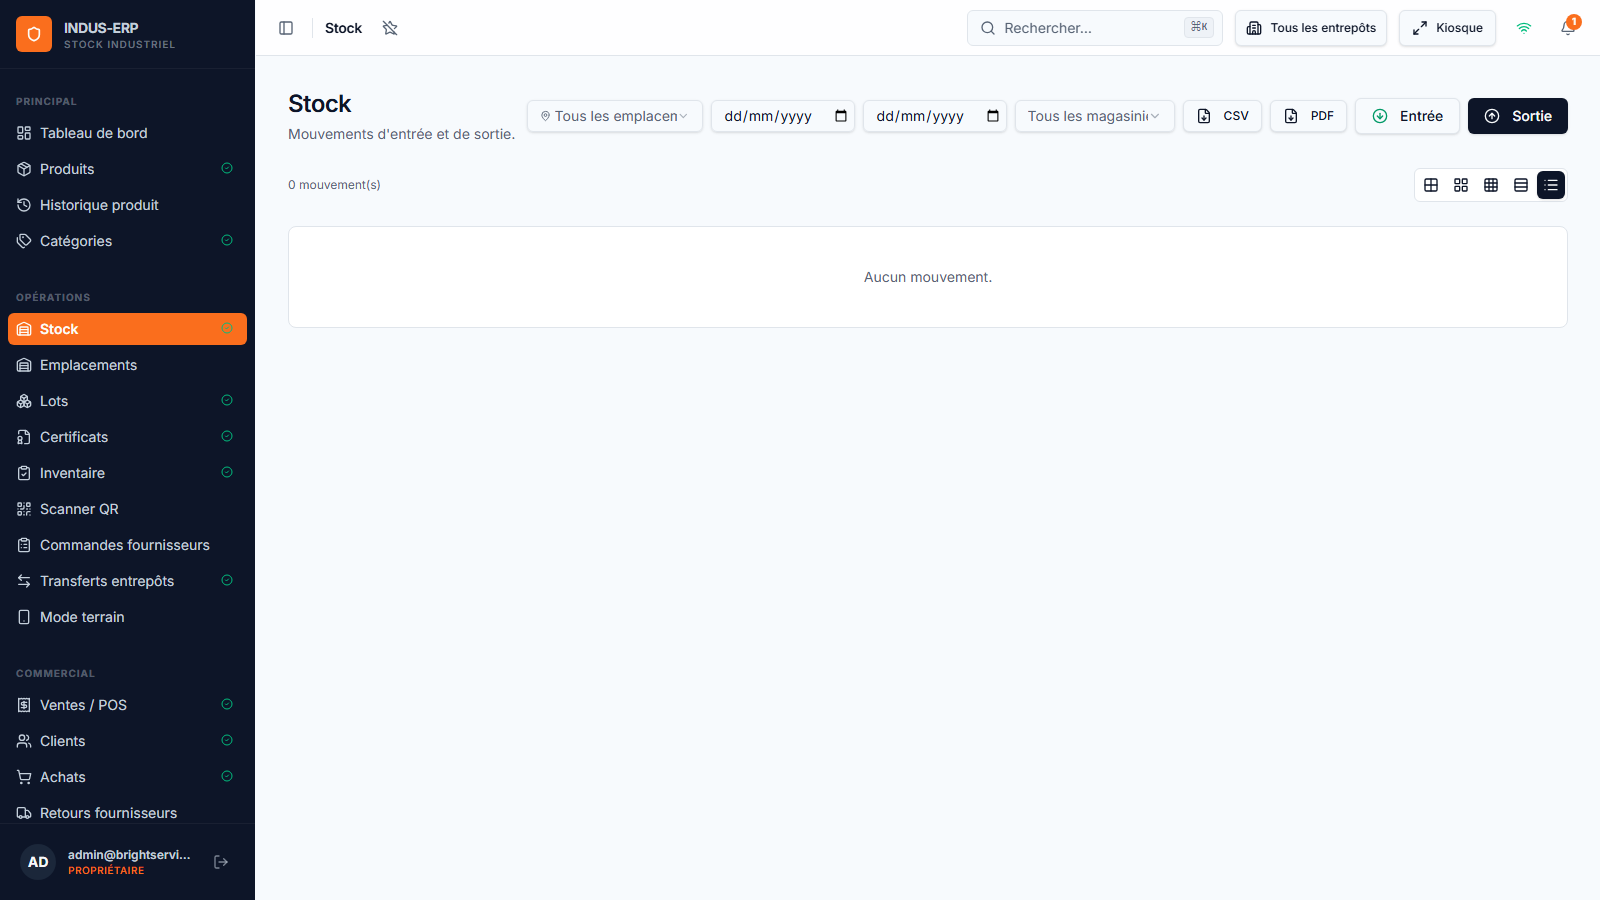 INDUS-ERP
STOCK INDUSTRIEL
PRINCIPAL
Tableau de bord
Produits
Historique produit
Catégories
OPÉRATIONS
Stock
Emplacements
Lots
Certificats
Inventaire
Scanner QR
Commandes fournisseurs
Transferts entrepôts
Mode terrain
COMMERCIAL
Ventes / POS
Clients
Achats
Retours fournisseurs
AD
admin@brightservi...
PROPRIÉTAIRE
Stock
Rechercher...
⌘K
Tous les entrepôts
Kiosque
1
Stock
Mouvements d'entrée et de sortie.
Tous les emplacen
dd/mm/yyyy
dd/mm/yyyy
Tous les magasini
CSV
PDF
Entrée
Sortie
0 mouvement(s)
Aucun mouvement.